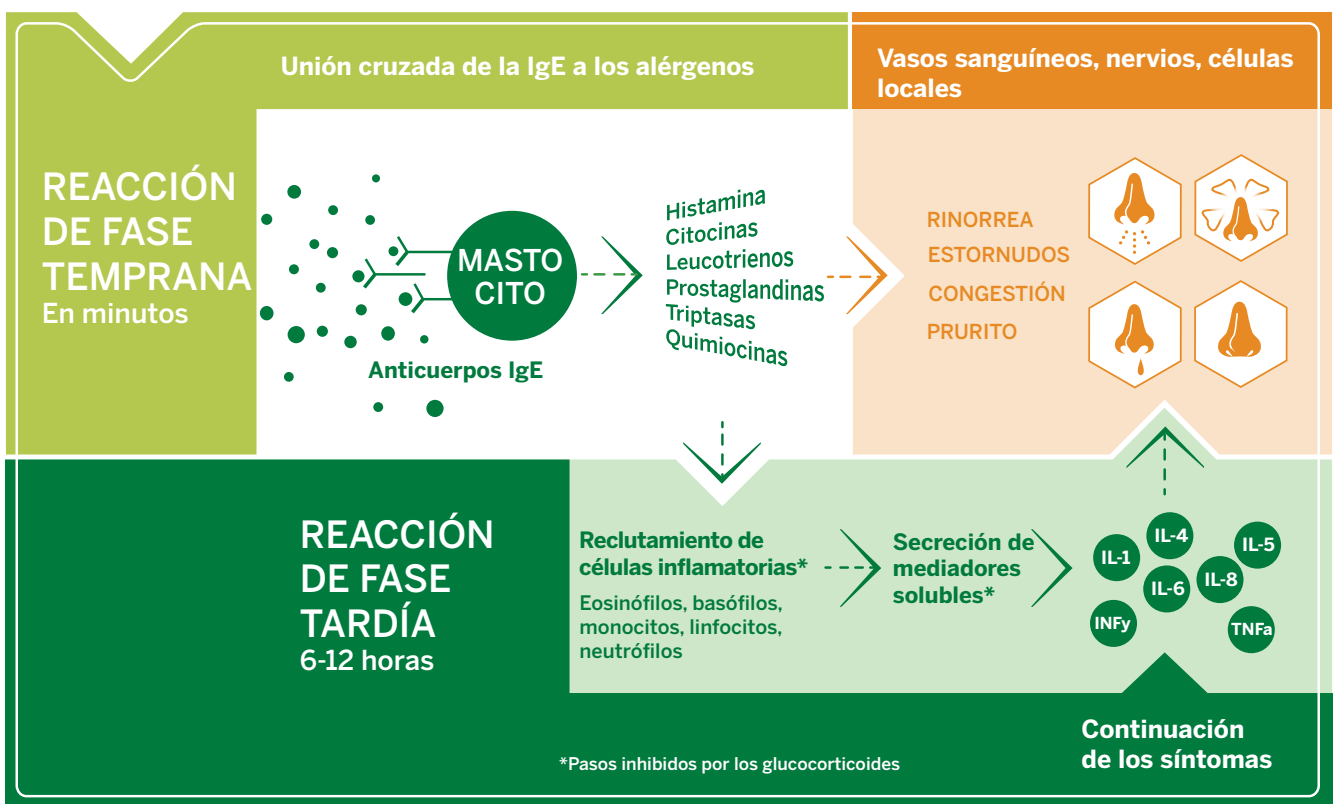 Unión cruzada de la IgE a los alérgenos
Vasos sanguíneos, nervios, células
locales
REACCIÓN
DE FASE
TEMPRANA
En minutos
MASTO
CITO
Anticuerpos IgE
Histamina
Citocinas
Leucotrienos
Prostaglandinas
Triptasas
Quimiocinas
RINORREA
ESTORNUDOS
CONGESTIÓN
PRURITO
REACCIÓN
DE FASE
TARDÍA
6-12 horas
Reclutamiento de
células inflamatorias*
Eosinófilos, basófilos,
monocitos, linfocitos,
neutrófilos
Secreción de
mediadores
solubles*
IL-1
IL-4
IL-5
IL-6
IL-8
INFy
TNFa
Continuación
de los síntomas
*Pasos inhibidos por los glucocorticoides